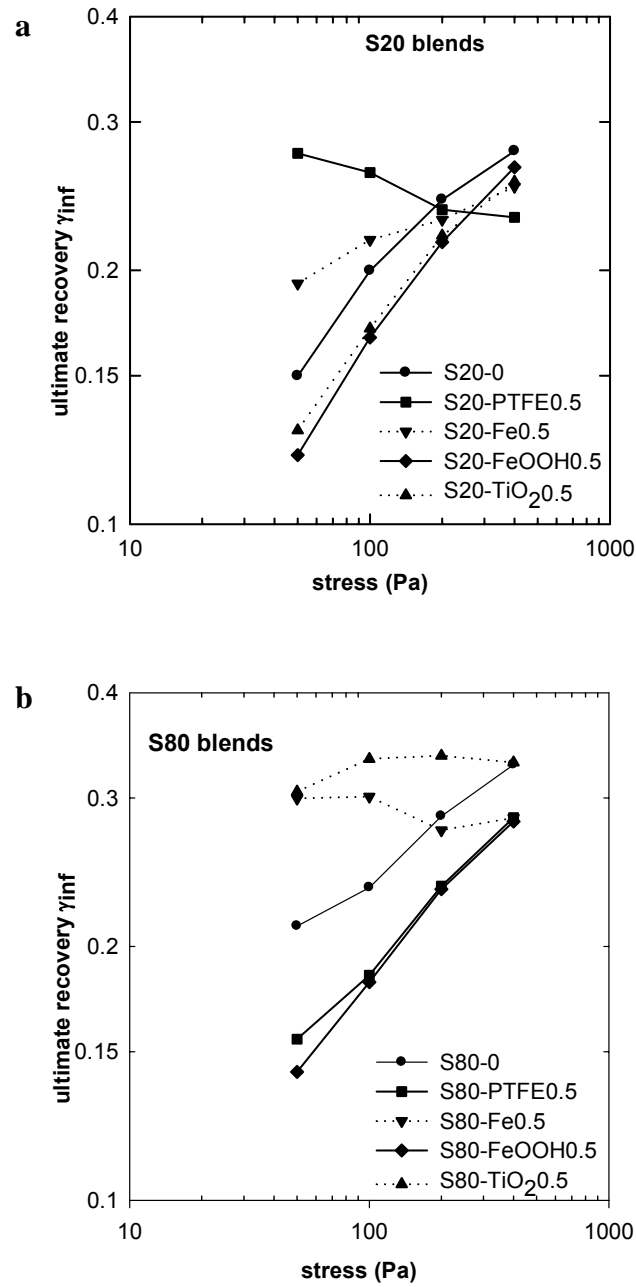 a
S20 blends
0.4
0.3
0.2
0.15
0.1
ultimate recovery γinf
S20-0
S20-PTFE0.5
S20-Fe0.5
S20-FeOOH0.5
S20-TiO20.5
10
100
1000
stress (Pa)
b
S80 blends
0.4
0.3
0.2
0.15
0.1
ultimate recovery γinf
S80-0
S80-PTFE0.5
S80-Fe0.5
S80-FeOOH0.5
S80-TiO20.5
10
100
1000
stress (Pa)